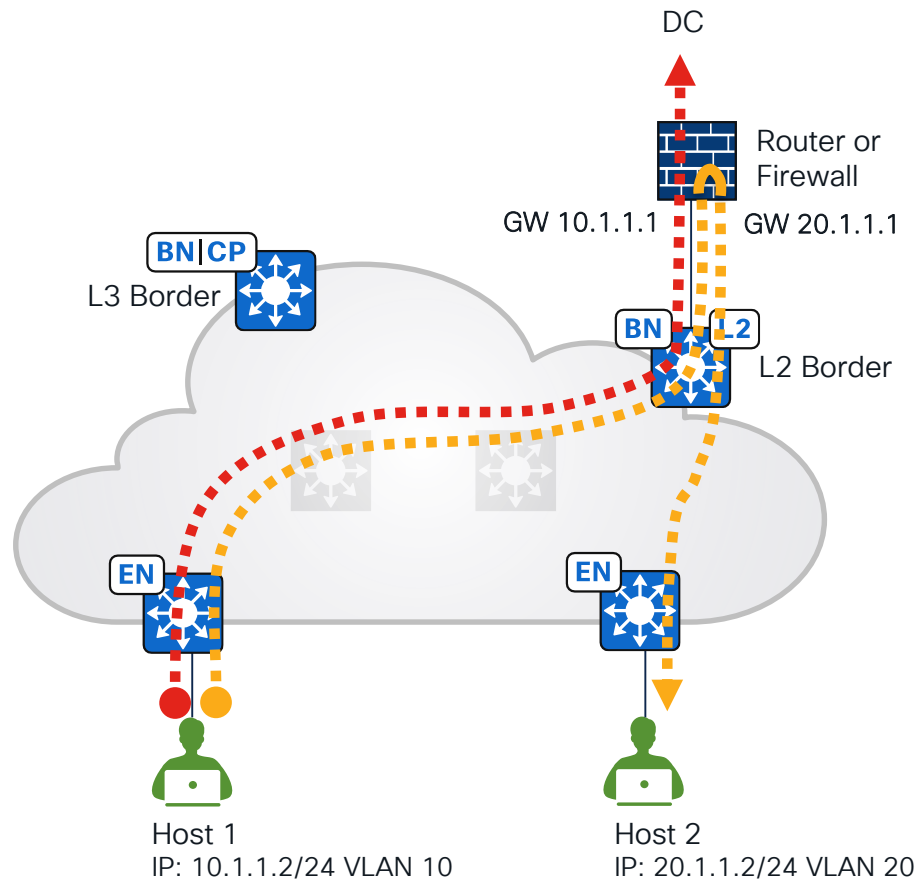 DC
Router or
Firewall
GW 10.1.1.1
GW 20.1.1.1
BN|CP
L3 Border
BN
L2
L2 Border
EN
EN
Host 1
IP: 10.1.1.2/24 VLAN 10
Host 2
IP: 20.1.1.2/24 VLAN 20